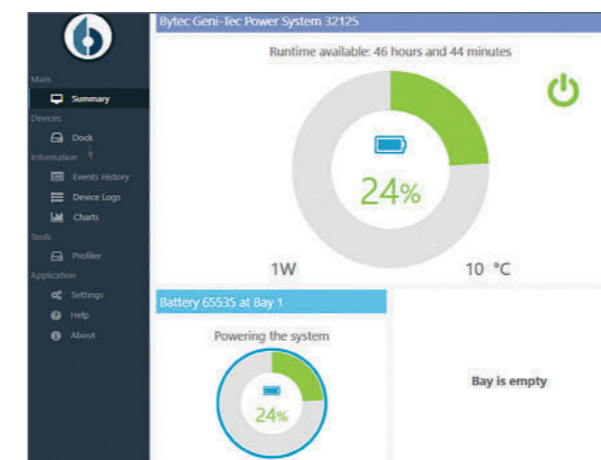 Bytec Geni-Tec Power System 32125
Runtime available: 46 hours and 44 minutes
Main
Summary
Devices
Dock
Information
Events History
Device Logs
Charts
Tools
Profiler
Application
Settings
Help
About
24%
1W
10 °C
Battery 65535 at Bay 1
Powering the system
24%
Bay is empty